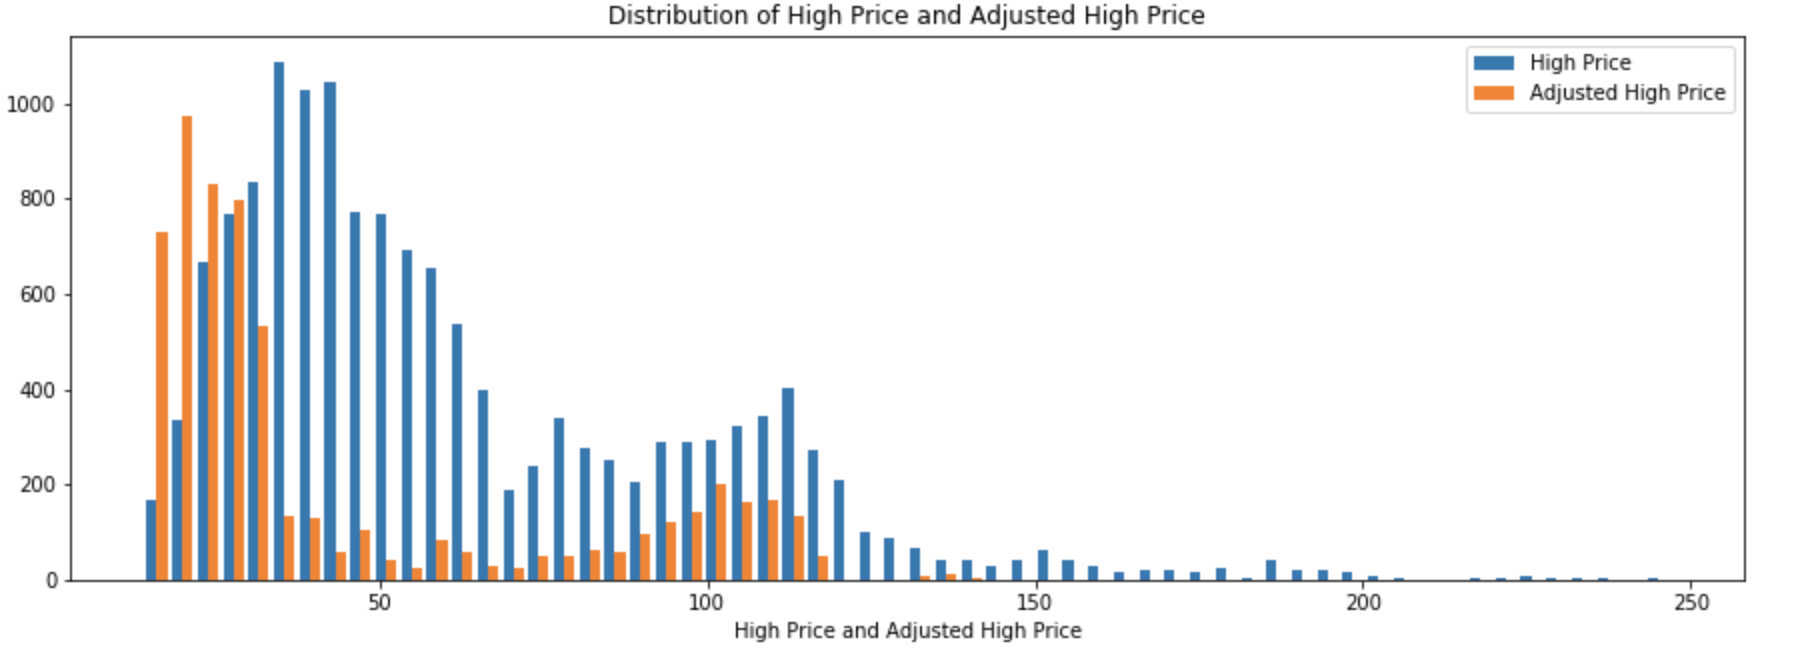 Distribution of High Price and Adjusted High Price
High Price
Adjusted High Price
1000
800
600
400
200
0
50
100
150
200
250
High Price and Adjusted High Price